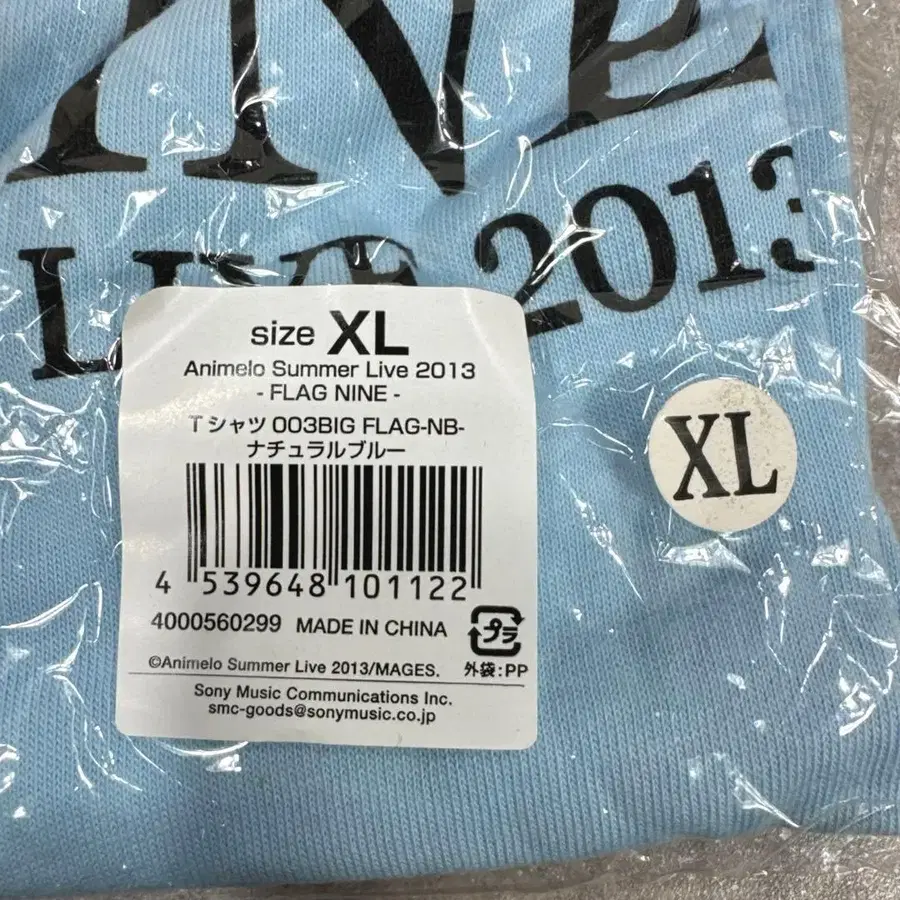 INE
LIVE 2013
size XL
Animelo Summer Live 2013
- FLAG NINE -
Tシャツ 003BIG FLAG-NB-
ナチュラルブルー
XL
4 539648 101122
4000560299 MADE IN CHINA
プラ
外袋:PP
©Animelo Summer Live 2013/MAGES.
Sony Music Communications Inc.
smc-goods@sonymusic.co.jp